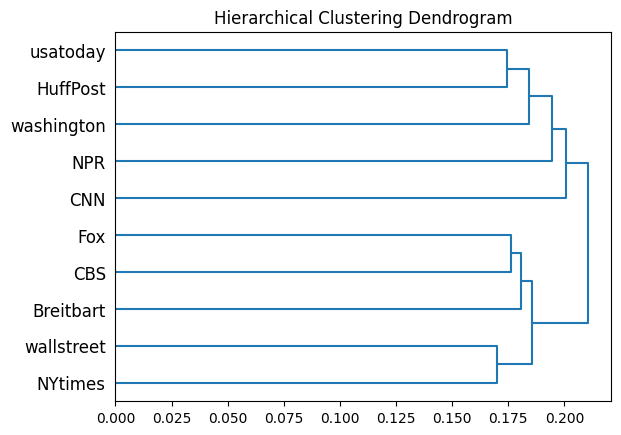 Hierarchical Clustering Dendrogram
usatoday
HuffPost
washington
NPR
CNN
Fox
CBS
Breitbart
wallstreet
NYtimes
0.000 0.025 0.050 0.075 0.100 0.125 0.150 0.175 0.200